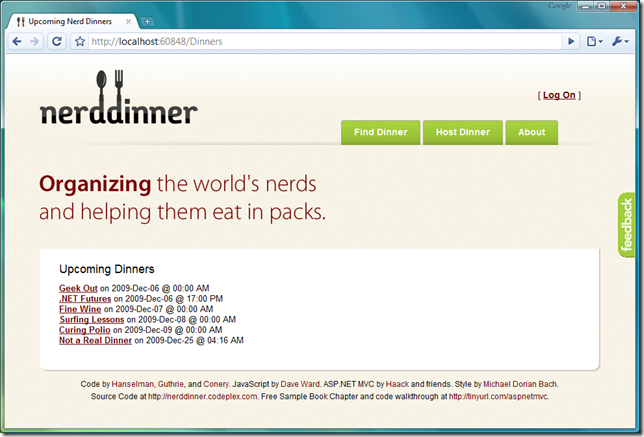 Google
Upcoming Nerd Dinners
http://localhost:60848/Dinners
nerddinner
[ Log On ]
Find Dinner
Host Dinner
About
Organizing the world's nerds
and helping them eat in packs.
feedback
Upcoming Dinners
Geek Out on 2009-Dec-06 @ 00:00 AM
.NET Futures on 2009-Dec-06 @ 17:00 PM
Fine Wine on 2009-Dec-07 @ 00:00 AM
Surfing Lessons on 2009-Dec-08 @ 00:00 AM
Curing Polio on 2009-Dec-09 @ 00:00 AM
Not a Real Dinner on 2009-Dec-25 @ 04:16 AM
Code by Hanselman, Guthrie, and Conery. JavaScript by Dave Ward. ASP.NET MVC by Haack and friends. Style by Michael Dorian Bach.
Source Code at http://nerddinner.codeplex.com. Free Sample Book Chapter and code walkthrough at http://tinyurl.com/aspnetmvc.